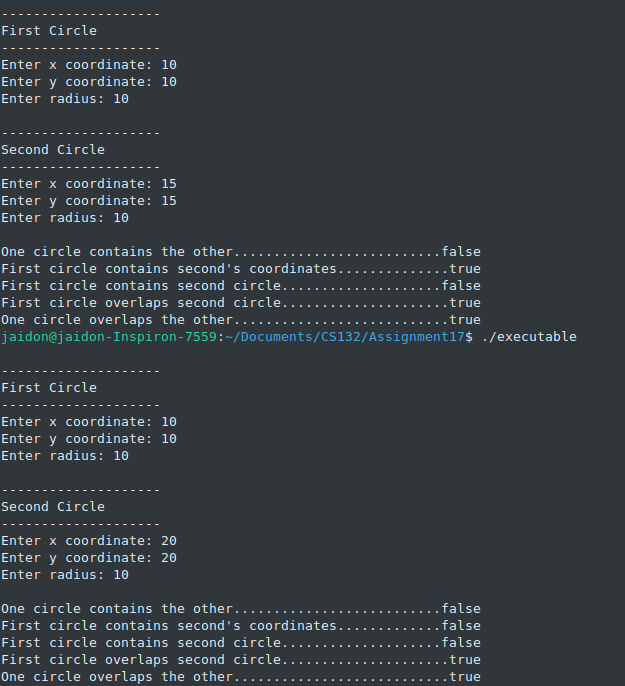 --------------------
First Circle
--------------------
Enter x coordinate: 10
Enter y coordinate: 10
Enter radius: 10
--------------------
Second Circle
--------------------
Enter x coordinate: 15
Enter y coordinate: 15
Enter radius: 10
One circle contains the other..........................false
First circle contains second's coordinates..............true
First circle contains second circle....................false
First circle overlaps second circle.....................true
One circle overlaps the other...........................true
jaidon@jaidon-Inspiron-7559:~/Documents/CS132/Assignment17$ ./executable
--------------------
First Circle
--------------------
Enter x coordinate: 10
Enter y coordinate: 10
Enter radius: 10
--------------------
Second Circle
--------------------
Enter x coordinate: 20
Enter y coordinate: 20
Enter radius: 10
One circle contains the other..........................false
First circle contains second's coordinates.............false
First circle contains second circle....................false
First circle overlaps second circle.....................true
One circle overlaps the other...........................true